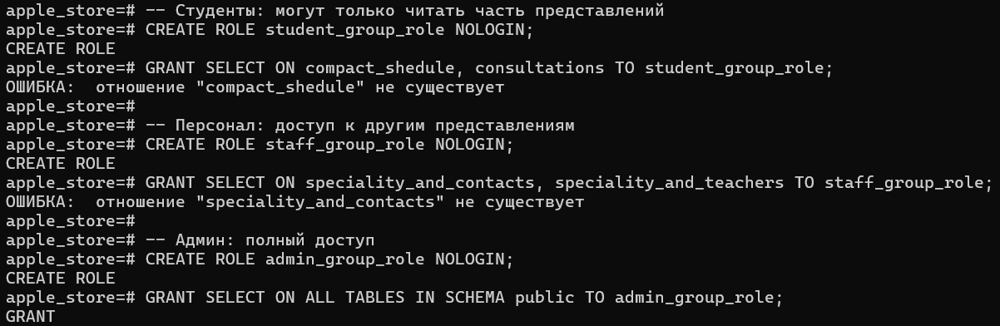 apple_store=# -- Студенты: могут только читать часть представлений
apple_store=# CREATE ROLE student_group_role NOLOGIN;
CREATE ROLE
apple_store=# GRANT SELECT ON compact_shedule, consultations TO student_group_role;
ОШИБКА:  отношение "compact_shedule" не существует
apple_store=#
apple_store=# -- Персонал: доступ к другим представлениям
apple_store=# CREATE ROLE staff_group_role NOLOGIN;
CREATE ROLE
apple_store=# GRANT SELECT ON speciality_and_contacts, speciality_and_teachers TO staff_group_role;
ОШИБКА:  отношение "speciality_and_contacts" не существует
apple_store=#
apple_store=# -- Админ: полный доступ
apple_store=# CREATE ROLE admin_group_role NOLOGIN;
CREATE ROLE
apple_store=# GRANT SELECT ON ALL TABLES IN SCHEMA public TO admin_group_role;
GRANT